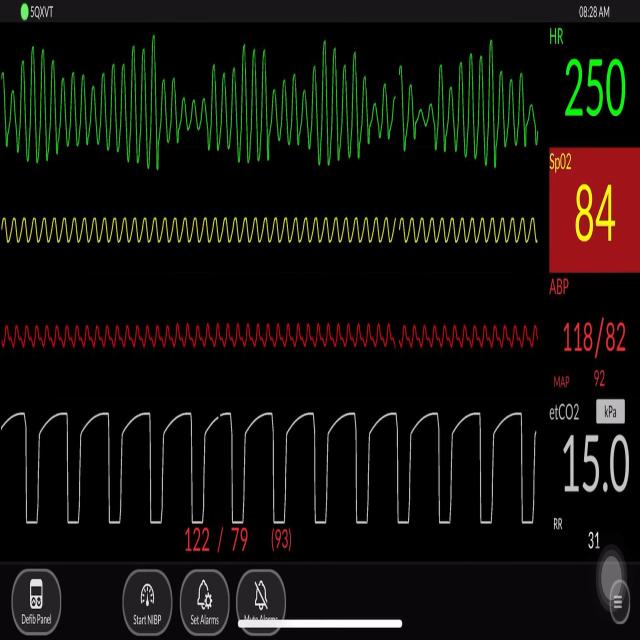 5QXVT
08:28 AM
HR
250
SpO2
84
ABP
118/82
MAP 92
etCO2 kPa
15.0
RR
31
122 / 79 (93)
Defib Panel
Start NIBP
Set Alarms
Mute Alarms